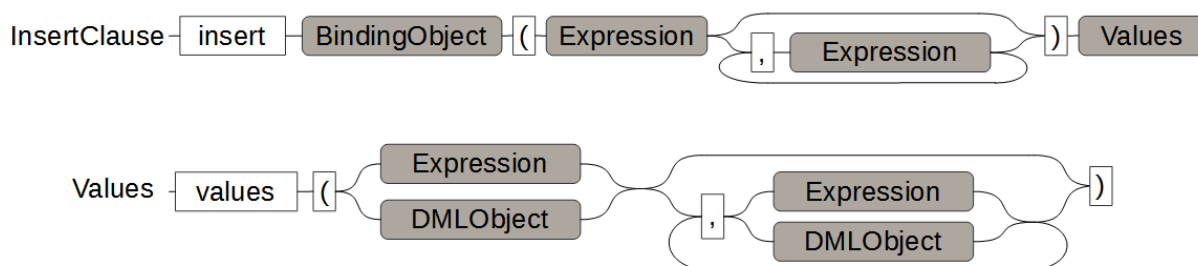 InsertClause insert BindingObject ( Expression , Expression ) Values
Values values ( Expression DMLObject , Expression DMLObject )